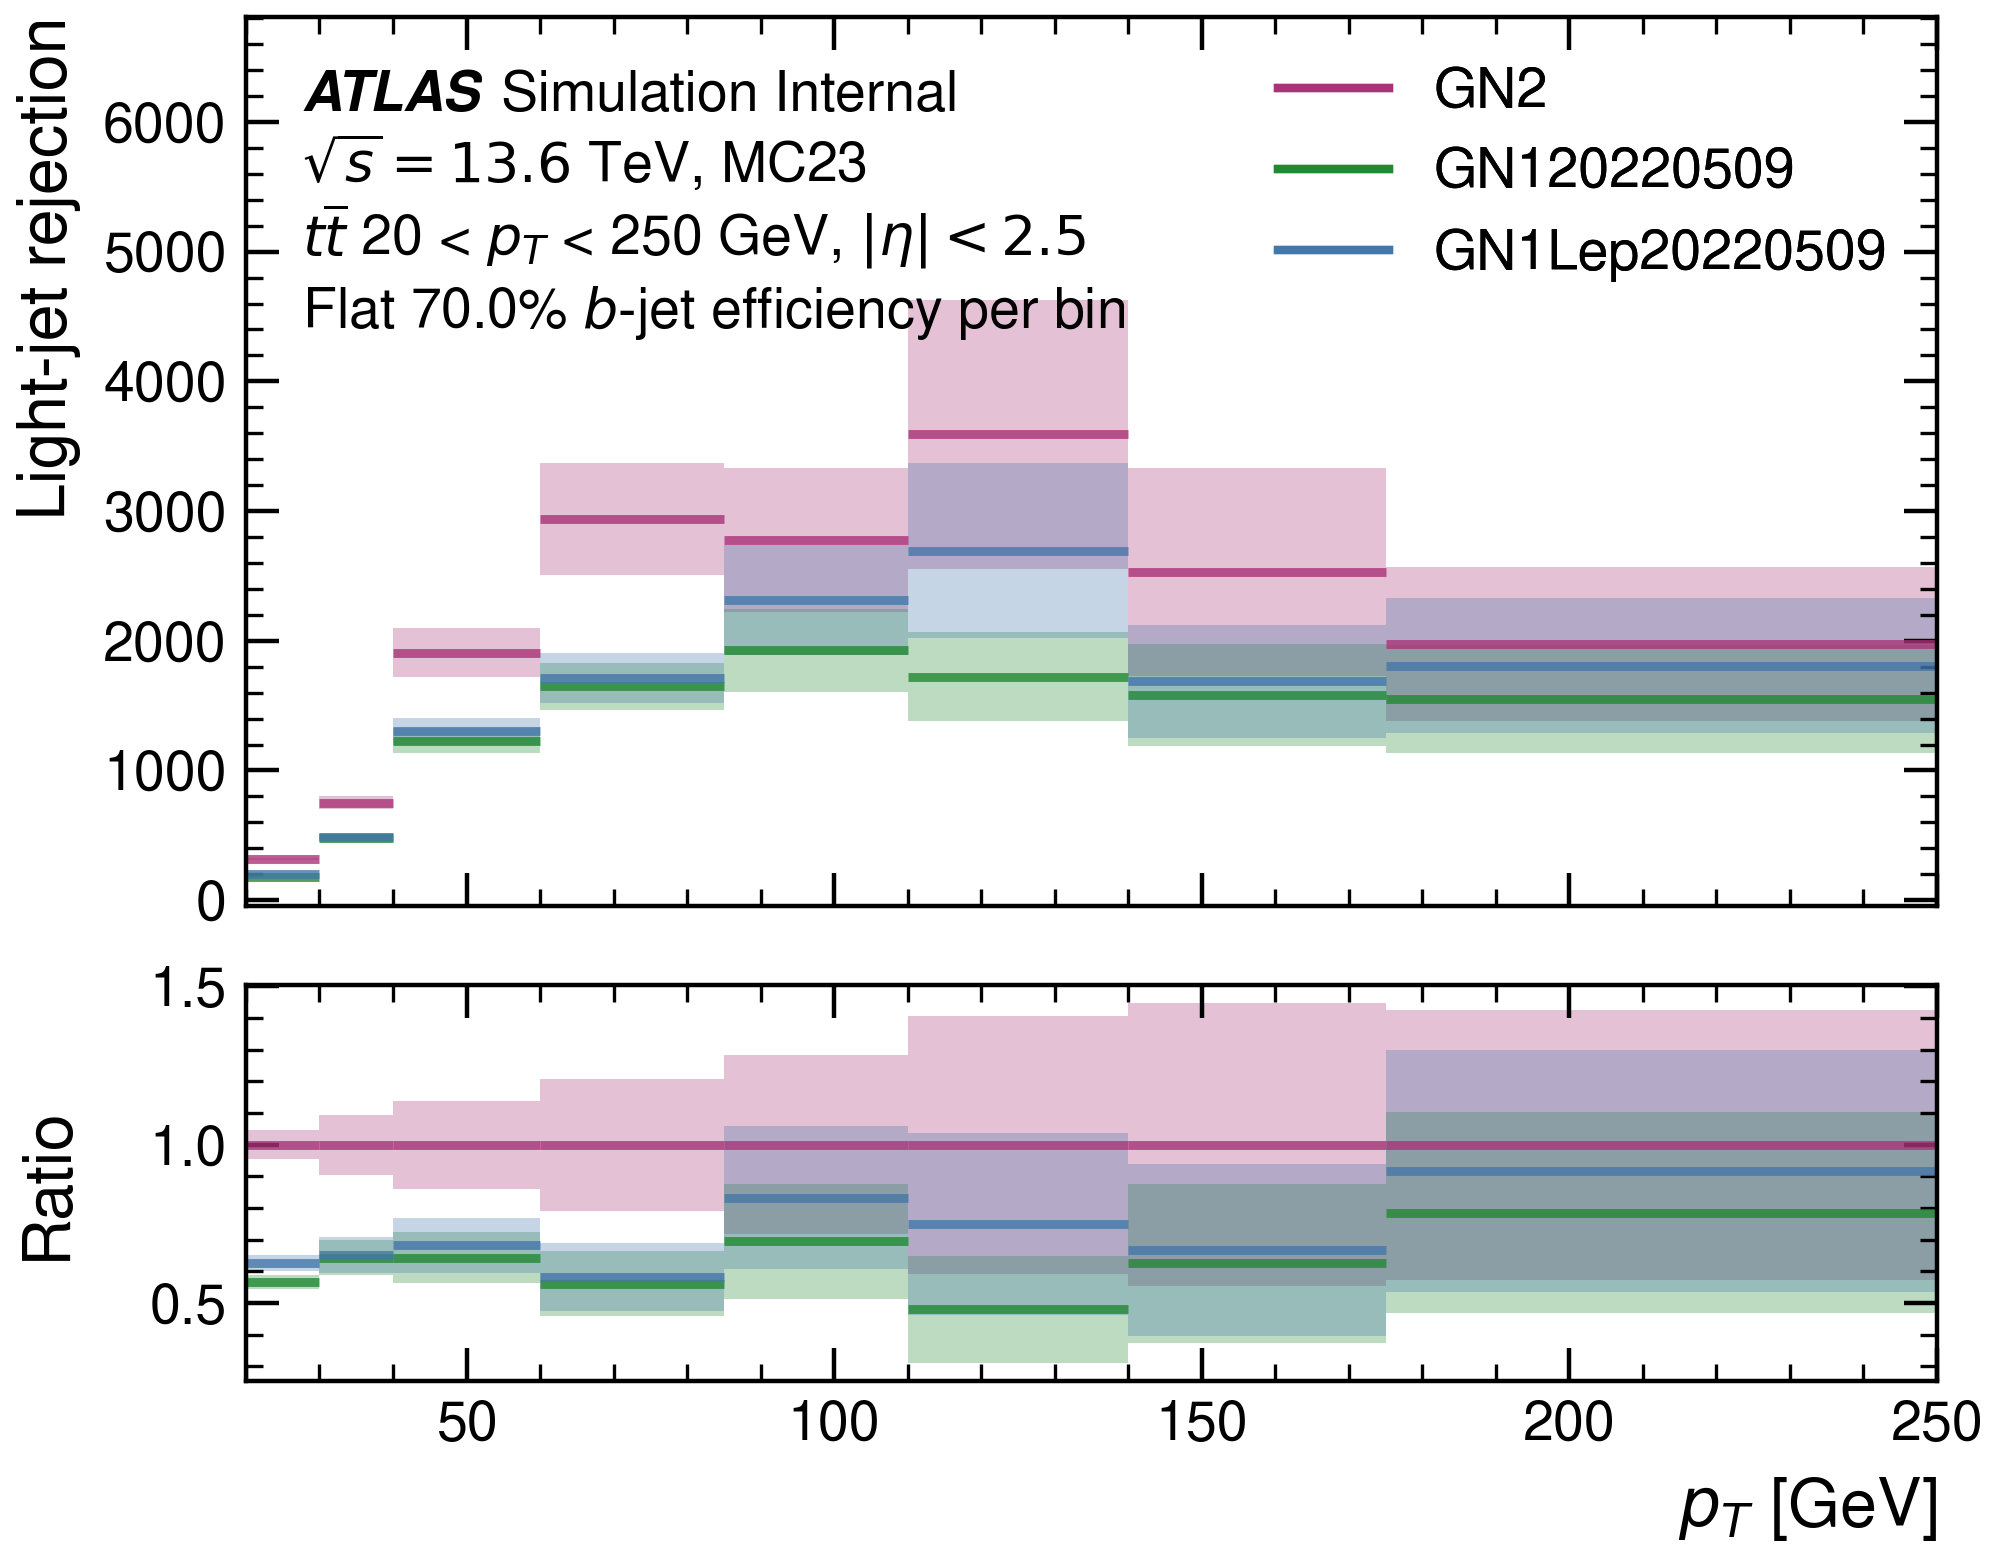 Light-jet rejection
6000
5000
4000
3000
2000
1000
0
ATLAS Simulation Internal
√s = 13.6 TeV, MC23
tt̄ 20 < p_T < 250 GeV, |η| < 2.5
Flat 70.0% b-jet efficiency per bin
GN2
GN120220509
GN1Lep20220509
Ratio
1.5
1.0
0.5
50 100 150 200 250
p_T [GeV]